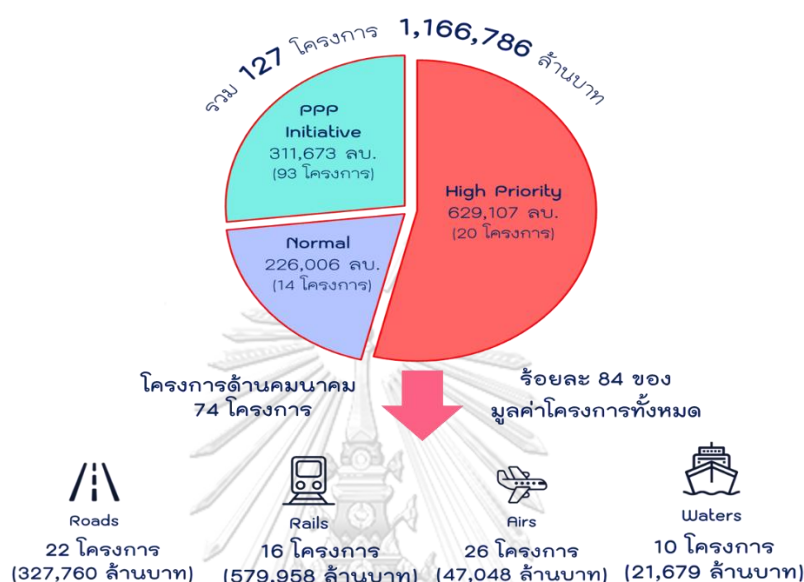 รวม 127 โครงการ 1,166,786 ล้านบาท
PPP
Initiative
311,673 ลบ.
(93 โครงการ)
High Priority
629,107 ลบ.
(20 โครงการ)
Normal
226,006 ลบ.
(14 โครงการ)
โครงการด้านคมนาคม
74 โครงการ
ร้อยละ 84 ของ
มูลค่าโครงการทั้งหมด
Roads
22 โครงการ
(327,760 ล้านบาท)
Rails
16 โครงการ
(579,958 ล้านบาท)
Airs
26 โครงการ
(47,048 ล้านบาท)
Waters
10 โครงการ
(21,679 ล้านบาท)